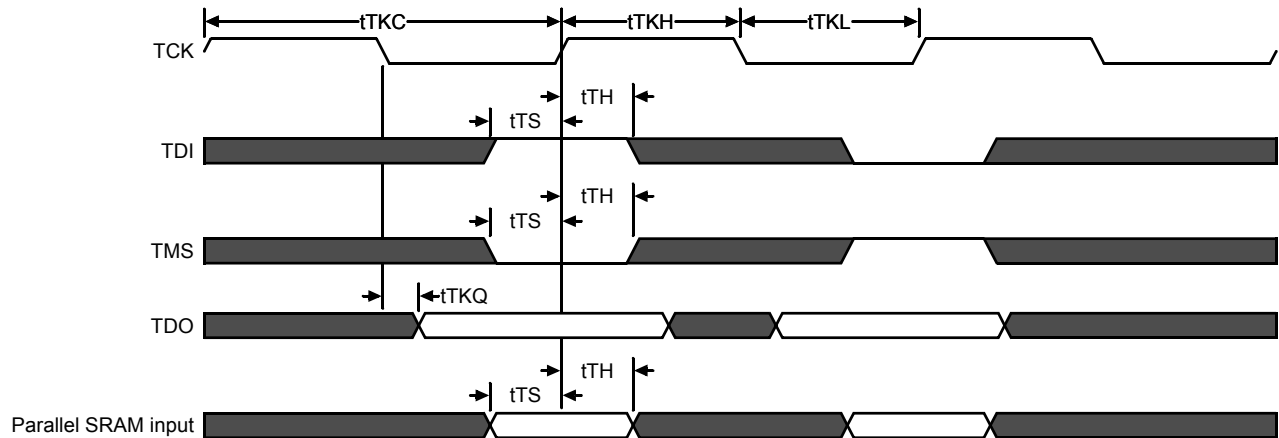 tTKC tTKH tTKL
TCK
tTH
tTS
TDI
tTH
tTS
TMS
tTKQ
TDO
tTH
tTS
Parallel SRAM input